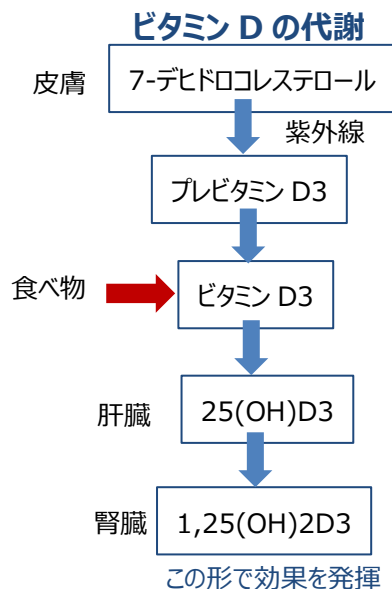 ビタミン D の代謝
皮膚
7-デヒドロコレステロール
紫外線
プレビタミン D3
食べ物
ビタミン D3
肝臓
25(OH)D3
腎臓
1,25(OH)2D3
この形で効果を発揮